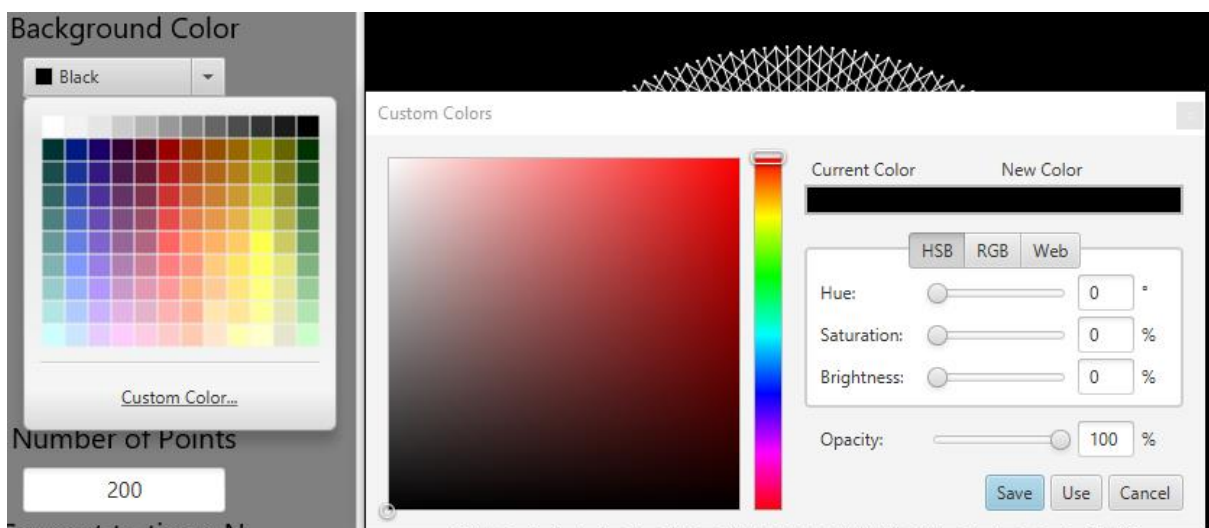 Background Color
Black
Custom Color...
Number of Points
200
Custom Colors
Current Color New Color
HSB RGB Web
Hue: 0 °
Saturation: 0 %
Brightness: 0 %
Opacity: 100 %
Save Use Cancel